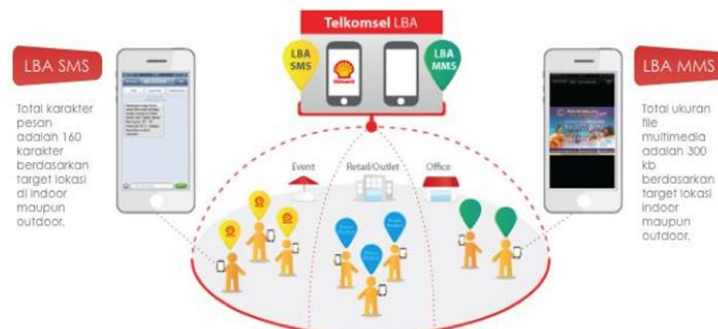 Telkomsel LBA
LBA
SMS
LBA
MMS
LBA SMS
Total karakter
pesan
adalah 160
karakter
berdasarkan
target lokasi
di indoor
maupun
outdoor.
Event
Retail/Outlet
Office
LBA MMS
Total ukuran
file
multimedia
adalah 300
kb
berdasarkan
target lokasi
indoor
maupun
outdoor.